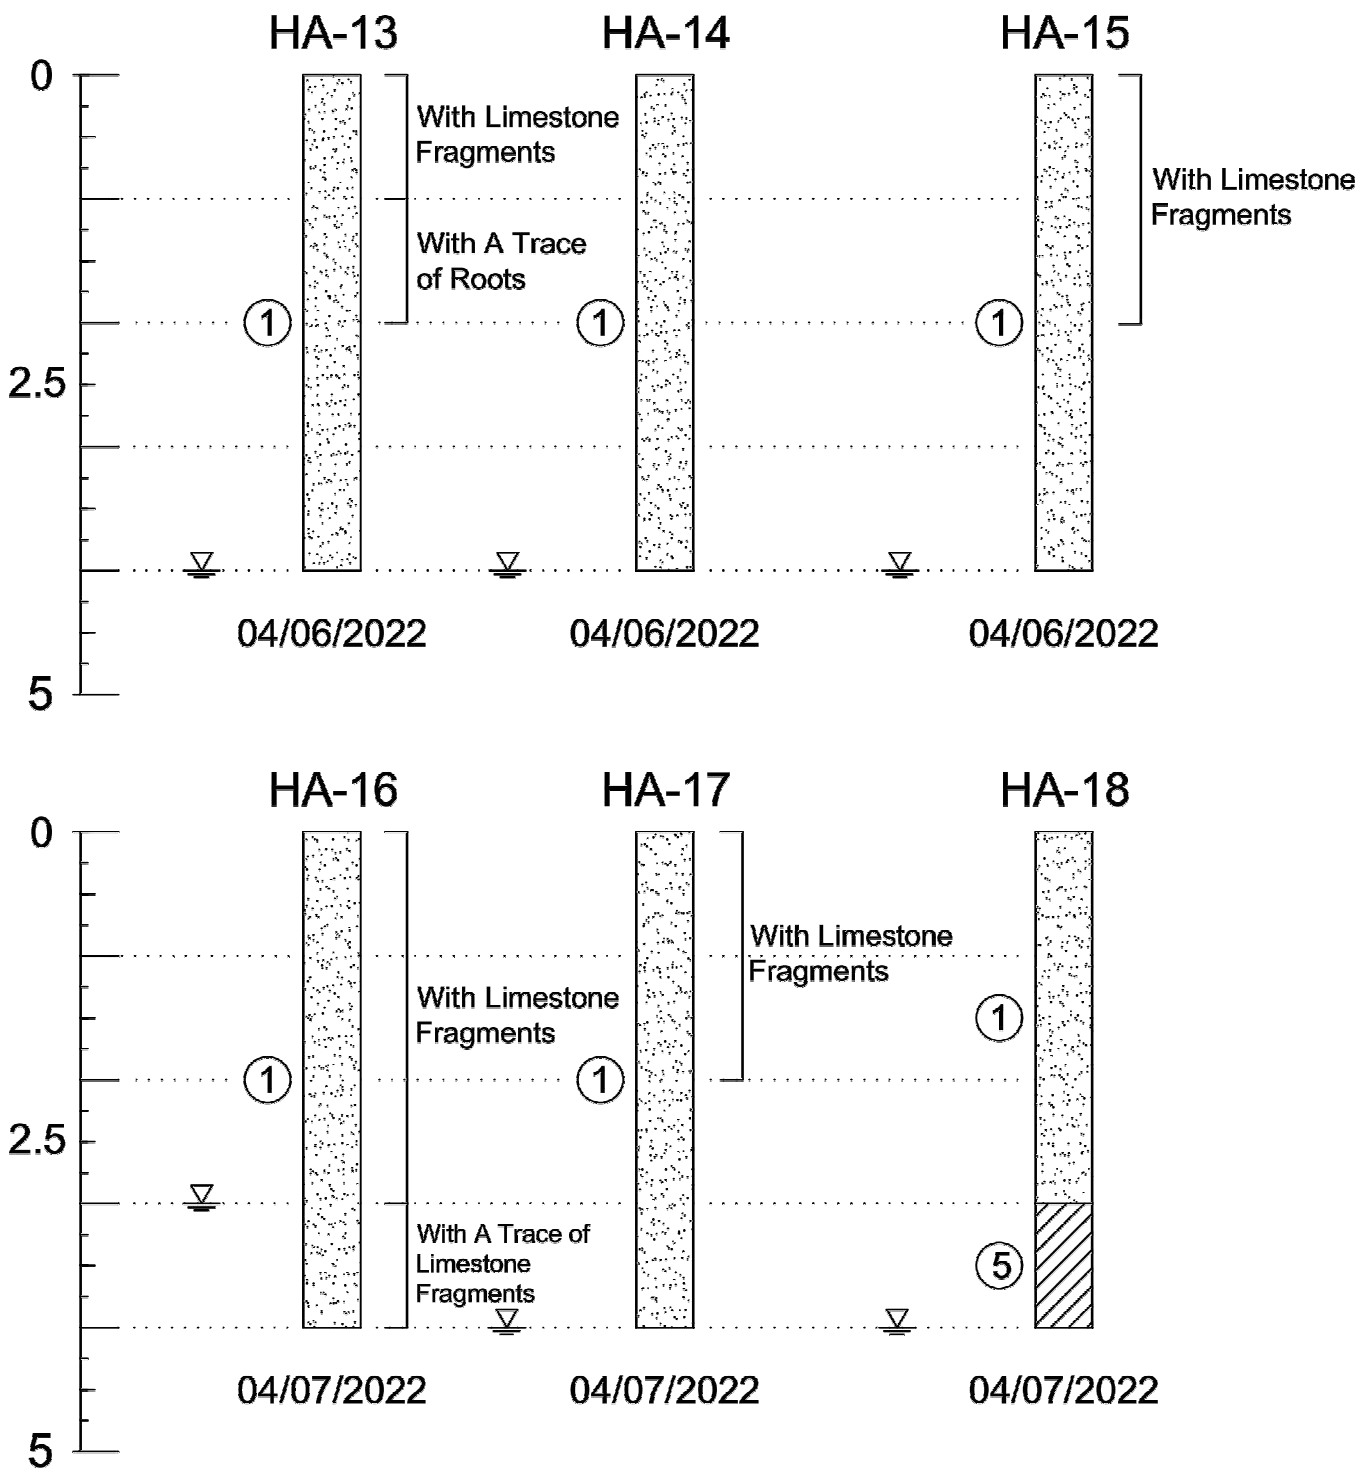 HA-13
HA-14
HA-15
0
With Limestone
Fragments
With Limestone
Fragments
With A Trace
of Roots
1
1
1
2.5
04/06/2022
04/06/2022
04/06/2022
5
HA-16
HA-17
HA-18
0
With Limestone
Fragments
With Limestone
Fragments
1
1
1
2.5
With A Trace of
Limestone
Fragments
5
04/07/2022
04/07/2022
04/07/2022
5